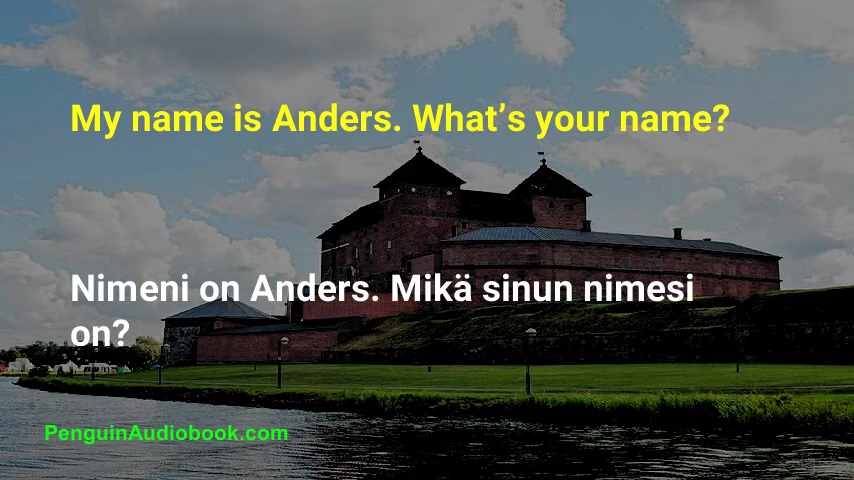 My name is Anders. What’s your name?
Nimeni on Anders. Mikä sinun nimesi
on?
PenguinAudiobook.com